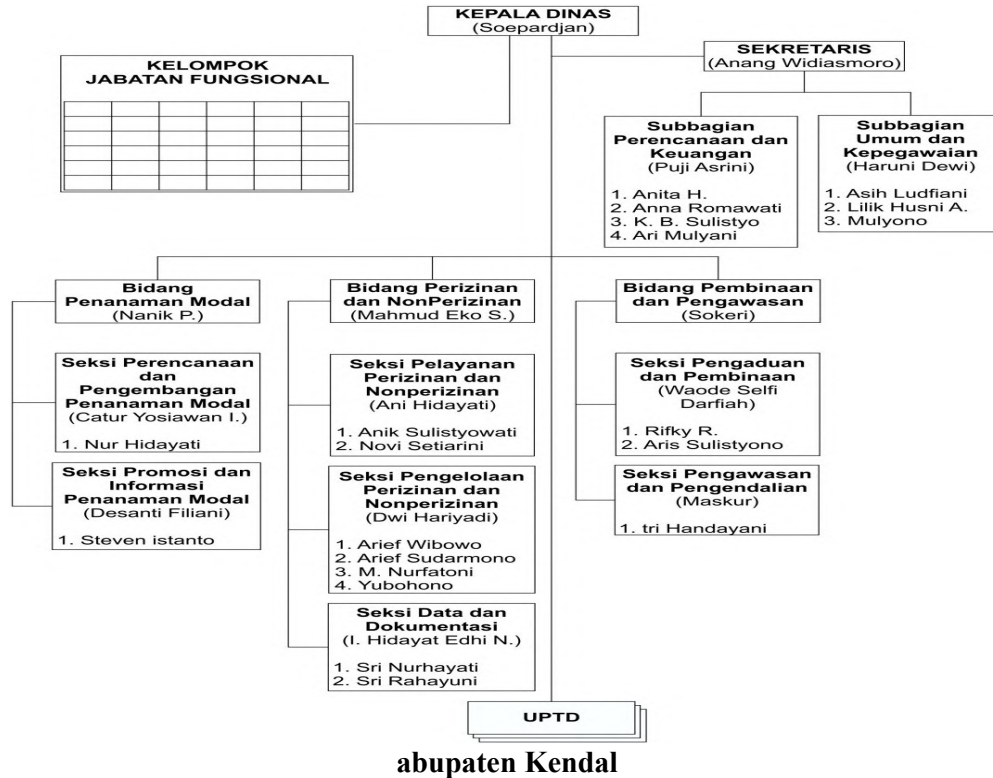 KEPALA DINAS
(Soepardjan)
SEKRETARIS
(Anang Widiasmoro)
KELOMPOK
JABATAN FUNGSIONAL
Subbagian
Perencanaan dan
Keuangan
(Puji Asrini)
1. Anita H.
2. Anna Romawati
3. K. B. Sulistyo
4. Ari Mulyani
Subbagian
Umum dan
Kepegawaian
(Haruni Dewi)
1. Asih Ludfiani
2. Lilik Husni A.
3. Mulyono
Bidang
Penanaman Modal
(Nanik P.)
Seksi Perencanaan
dan
Pengembangan
Penanaman Modal
(Catur Yosiawan I.)
1. Nur Hidayati
Seksi Promosi dan
Informasi
Penanaman Modal
(Desanti Filiani)
1. Steven istanto
Bidang Perizinan
dan NonPerizinan
(Mahmud Eko S.)
Seksi Pelayanan
Perizinan dan
Nonperizinan
(Ani Hidayati)
1. Anik Sulistyowati
2. Novi Setiarini
Seksi Pengelolaan
Perizinan dan
Nonperizinan
(Dwi Hariyadi)
1. Arief Wibowo
2. Arief Sudarmono
3. M. Nurfatoni
4. Yubohono
Seksi Data dan
Dokumentasi
(I. Hidayat Edhi N.)
1. Sri Nurhayati
2. Sri Rahayuni
Bidang Pembinaan
dan Pengawasan
(Sokeri)
Seksi Pengaduan
dan Pembinaan
(Waode Selfi
Darfiah)
1. Rifky R.
2. Aris Sulistyono
Seksi Pengawasan
dan Pengendalian
(Maskur)
1. tri Handayani
UPTD
abupaten Kendal